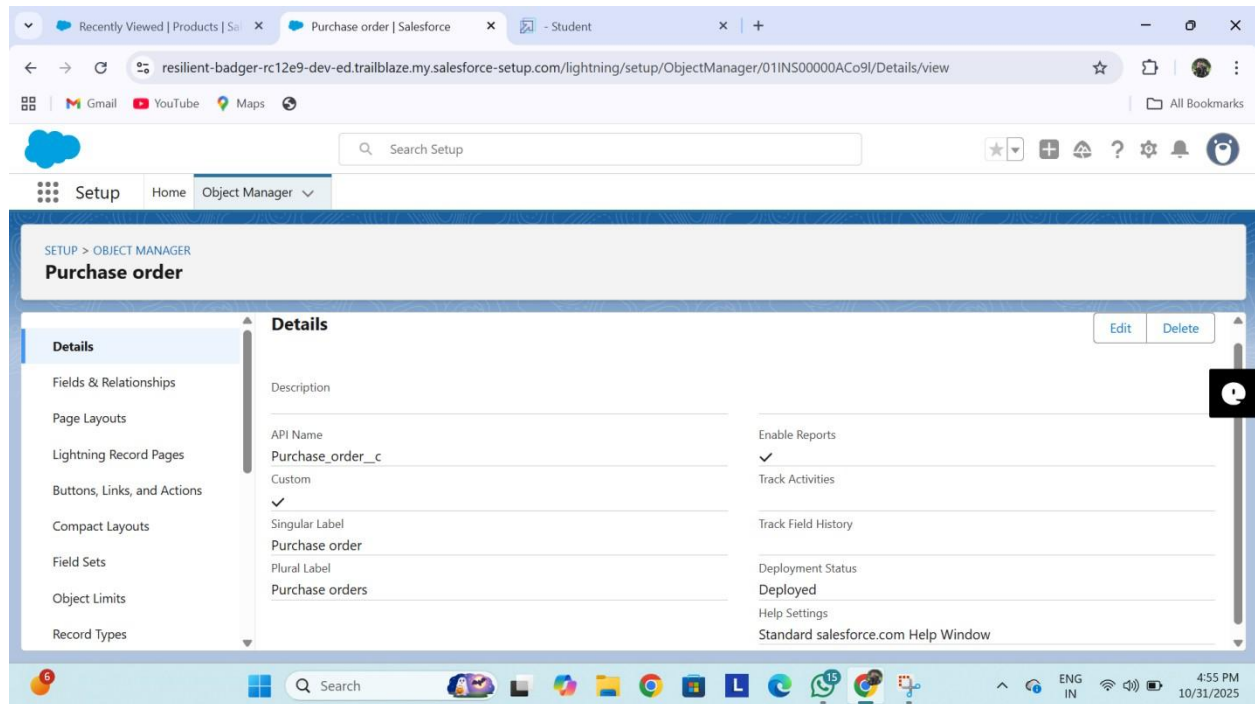 Recently Viewed | Products | Sa
Purchase order | Salesforce
- Student
resilient-badger-rc12e9-dev-ed.trailblaze.my.salesforce-setup.com/lightning/setup/ObjectManager/01INS00000ACo9l/Details/view
Gmail YouTube Maps
All Bookmarks
Search Setup
Setup Home Object Manager
SETUP > OBJECT MANAGER
Purchase order
Details
Fields & Relationships
Page Layouts
Lightning Record Pages
Buttons, Links, and Actions
Compact Layouts
Field Sets
Object Limits
Record Types
Details
Edit Delete
Description
API Name
Purchase_order__c
Custom
Singular Label
Purchase order
Plural Label
Purchase orders
Enable Reports
Track Activities
Track Field History
Deployment Status
Deployed
Help Settings
Standard salesforce.com Help Window
6
Search
L
15
ENG
IN
4:55 PM
10/31/2025